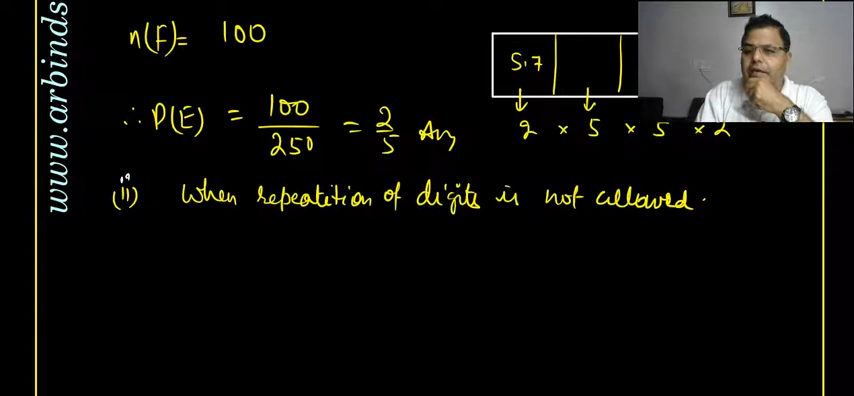 n(F)= 100
5,7
∴ P(E) = 100/250 = 2/5 Ans
2 × 5 × 5 × 2
(ii) When repeatition of digits is not allowed.
www.arbinds